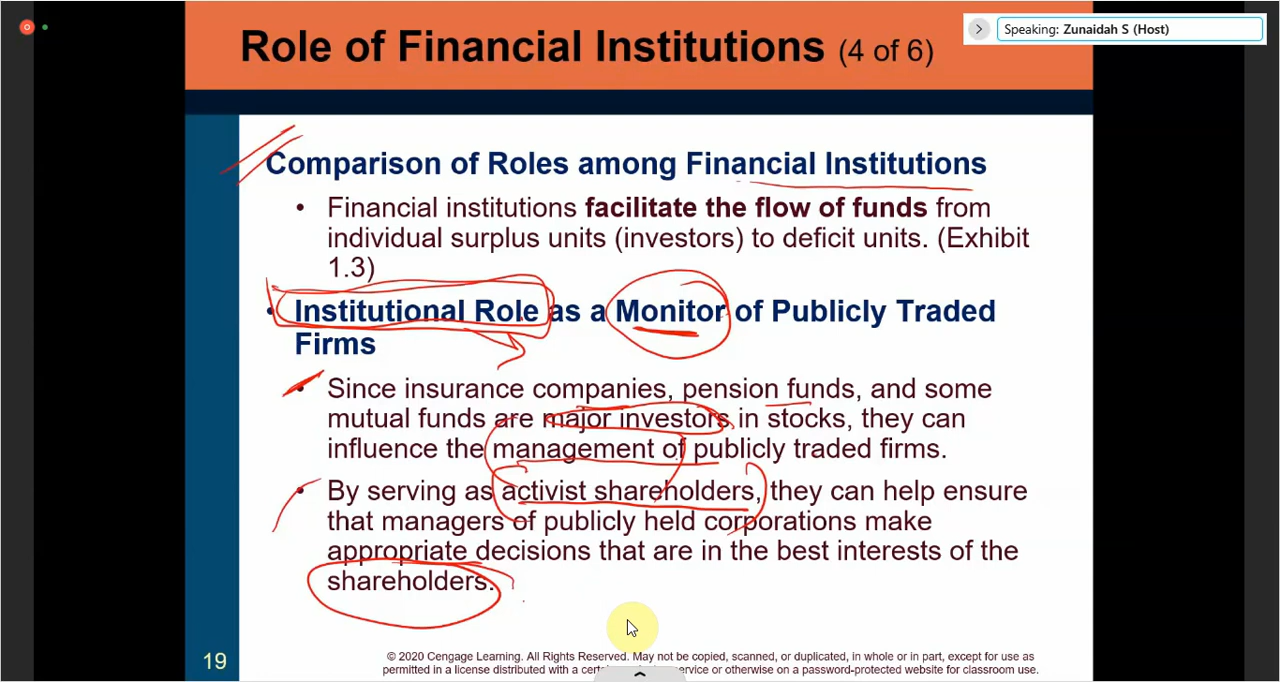 Speaking: Zunaidah S (Host)
Role of Financial Institutions (4 of 6)
Comparison of Roles among Financial Institutions
• Financial institutions facilitate the flow of funds from
individual surplus units (investors) to deficit units. (Exhibit
1.3)
• Institutional Role as a Monitor of Publicly Traded
Firms
• Since insurance companies, pension funds, and some
mutual funds are major investors in stocks, they can
influence the management of publicly traded firms.
• By serving as activist shareholders, they can help ensure
that managers of publicly held corporations make
appropriate decisions that are in the best interests of the
shareholders.
19
© 2020 Cengage Learning. All Rights Reserved. May not be copied, scanned, or duplicated, in whole or in part, except for use as
permitted in a license distributed with a service or otherwise on a password-protected website for classroom use.